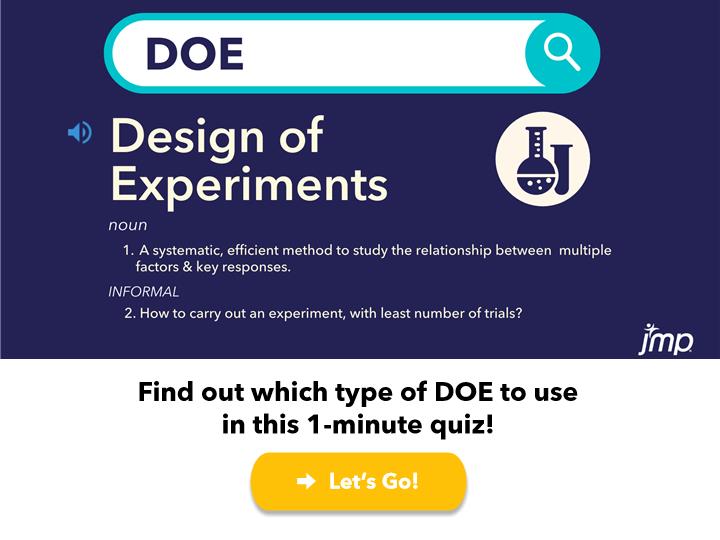 DOE
Design of
Experiments
noun
1. A systematic, efficient method to study the relationship between multiple
factors & key responses.
INFORMAL
2. How to carry out an experiment, with least number of trials?
jmp
Find out which type of DOE to use
in this 1-minute quiz!
Let's Go!